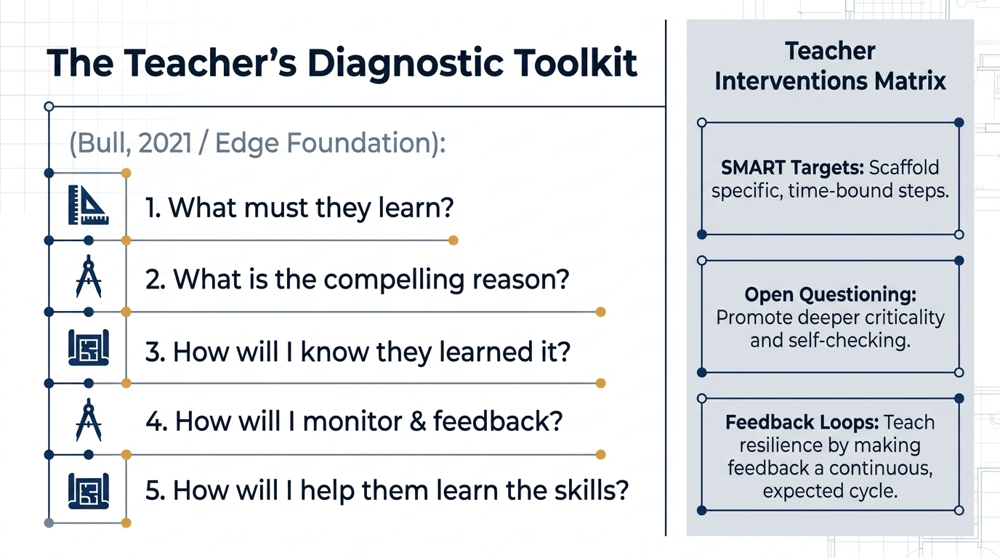 The Teacher’s Diagnostic Toolkit
(Bull, 2021 / Edge Foundation):
1. What must they learn?
2. What is the compelling reason?
3. How will I know they learned it?
4. How will I monitor & feedback?
5. How will I help them learn the skills?
Teacher
Interventions Matrix
SMART Targets: Scaffold
specific, time-bound steps.
Open Questioning:
Promote deeper criticality
and self-checking.
Feedback Loops: Teach
resilience by making
feedback a continuous,
expected cycle.